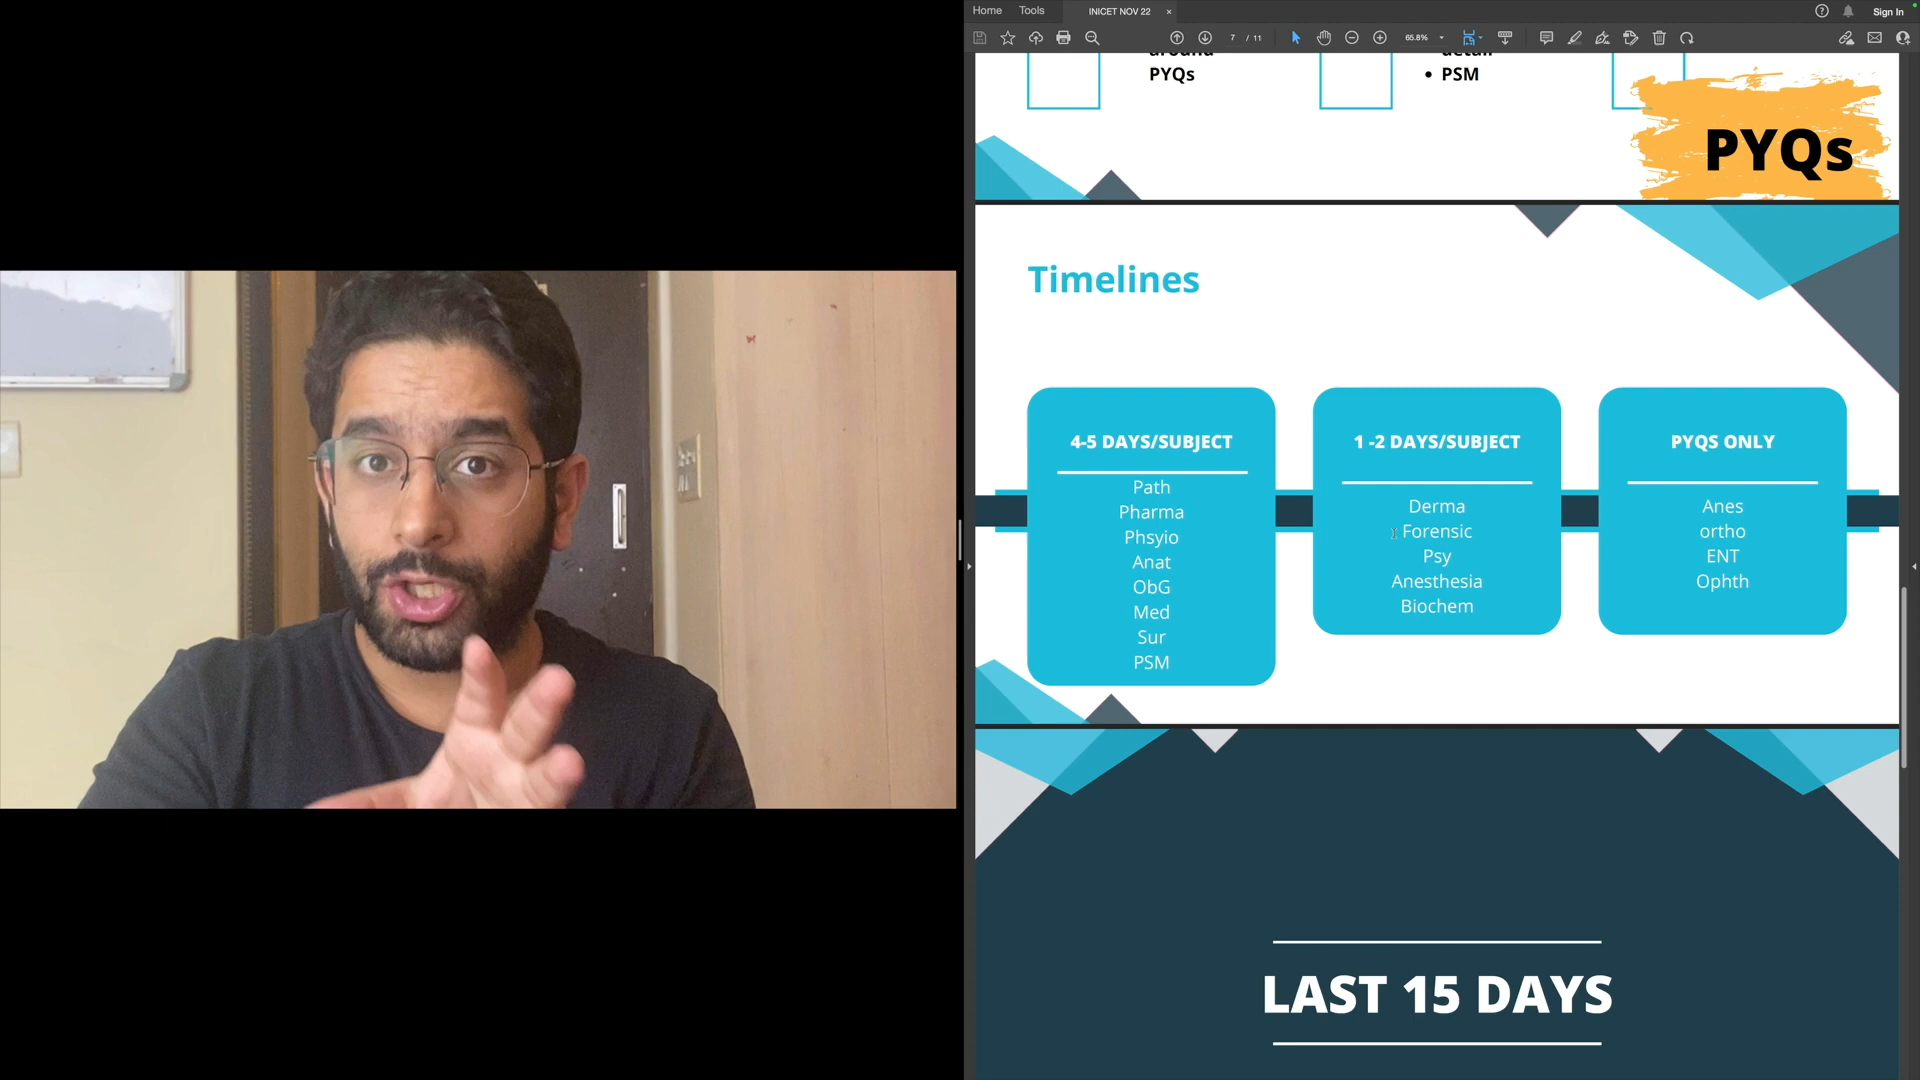 Home Tools INICET NOV 22 × Sign In
7 / 11 65.8%
around
PYQs
detail
• PSM
PYQs
Timelines
4-5 DAYS/SUBJECT
Path
Pharma
Phsyio
Anat
ObG
Med
Sur
PSM
1 -2 DAYS/SUBJECT
Derma
Forensic
Psy
Anesthesia
Biochem
PYQS ONLY
Anes
ortho
ENT
Ophth
LAST 15 DAYS